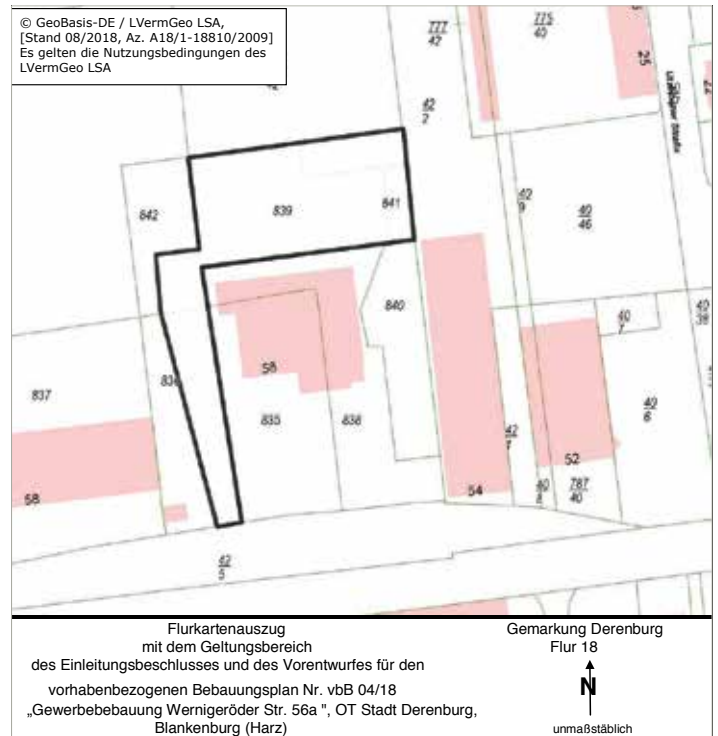 © GeoBasis-DE / LVermGeo LSA,
[Stand 08/2018, Az. A18/1-18810/2009]
Es gelten die Nutzungsbedingungen des
LVermGeo LSA
777
42
775
40
25
42
2
842
839
841
42
9
40
46
840
40
7
40
38
837
58
835
838
40
6
42
7
52
58
54
40
787
40
42
5
Flurkartenauszug
mit dem Geltungsbereich
des Einleitungsbeschlusses und des Vorentwurfes für den
vorhabenbezogenen Bebauungsplan Nr. vbB 04/18
„Gewerbebebauung Wernigeröder Str. 56a ", OT Stadt Derenburg,
Blankenburg (Harz)
Gemarkung Derenburg
Flur 18
N
unmaßstäblich